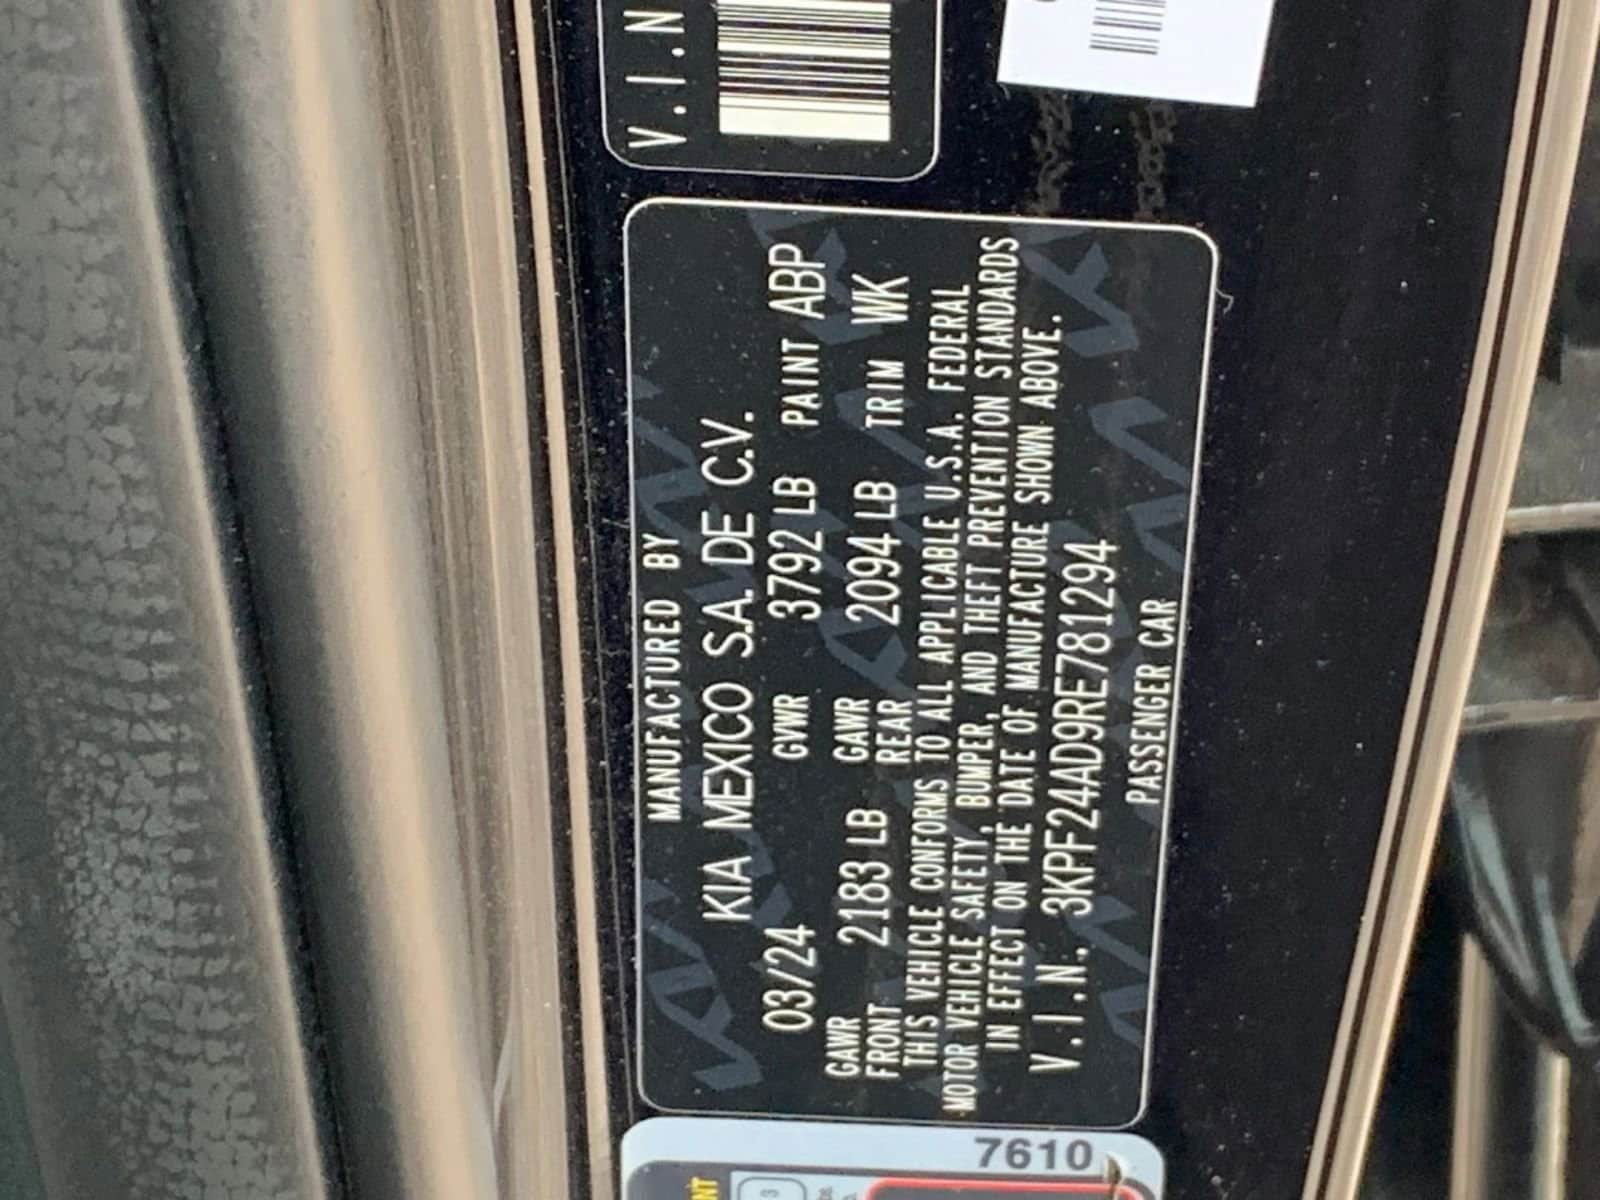 V.I.N
MANUFACTURED BY
KIA MEXICO S.A. DE C.V.
03/24 GVWR 3792 LB PAINT ABP
GAWR FRONT 2183 LB GAWR REAR 2094 LB TRIM WK
THIS VEHICLE CONFORMS TO ALL APPLICABLE U.S.A. FEDERAL
MOTOR VEHICLE SAFETY, BUMPER, AND THEFT PREVENTION STANDARDS
IN EFFECT ON THE DATE OF MANUFACTURE SHOWN ABOVE.
V.I.N. 3KPF24AD9RE781294
PASSENGER CAR
7610